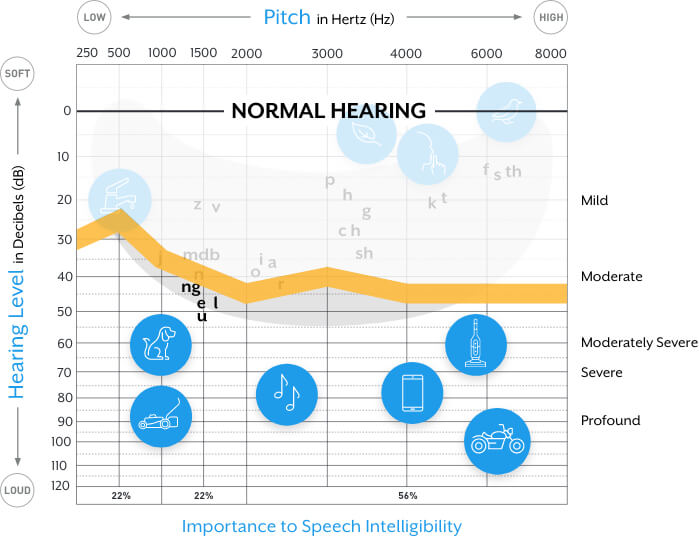 LOW Pitch in Hertz (Hz) HIGH
250 500 1000 1500 2000 3000 4000 6000 8000
SOFT
NORMAL HEARING
0
10
f s th
p
20 Mild
h
k t
z v
g
ch
30
mdb
sh
j
i a
o
40 Moderate
n
r
ng
e l
50
u
60 Moderately Severe
70 Severe
80
90 Profound
100
110
120
LOUD
Hearing Level in Decibels (dB)
22% 22% 56%
Importance to Speech Intelligibility